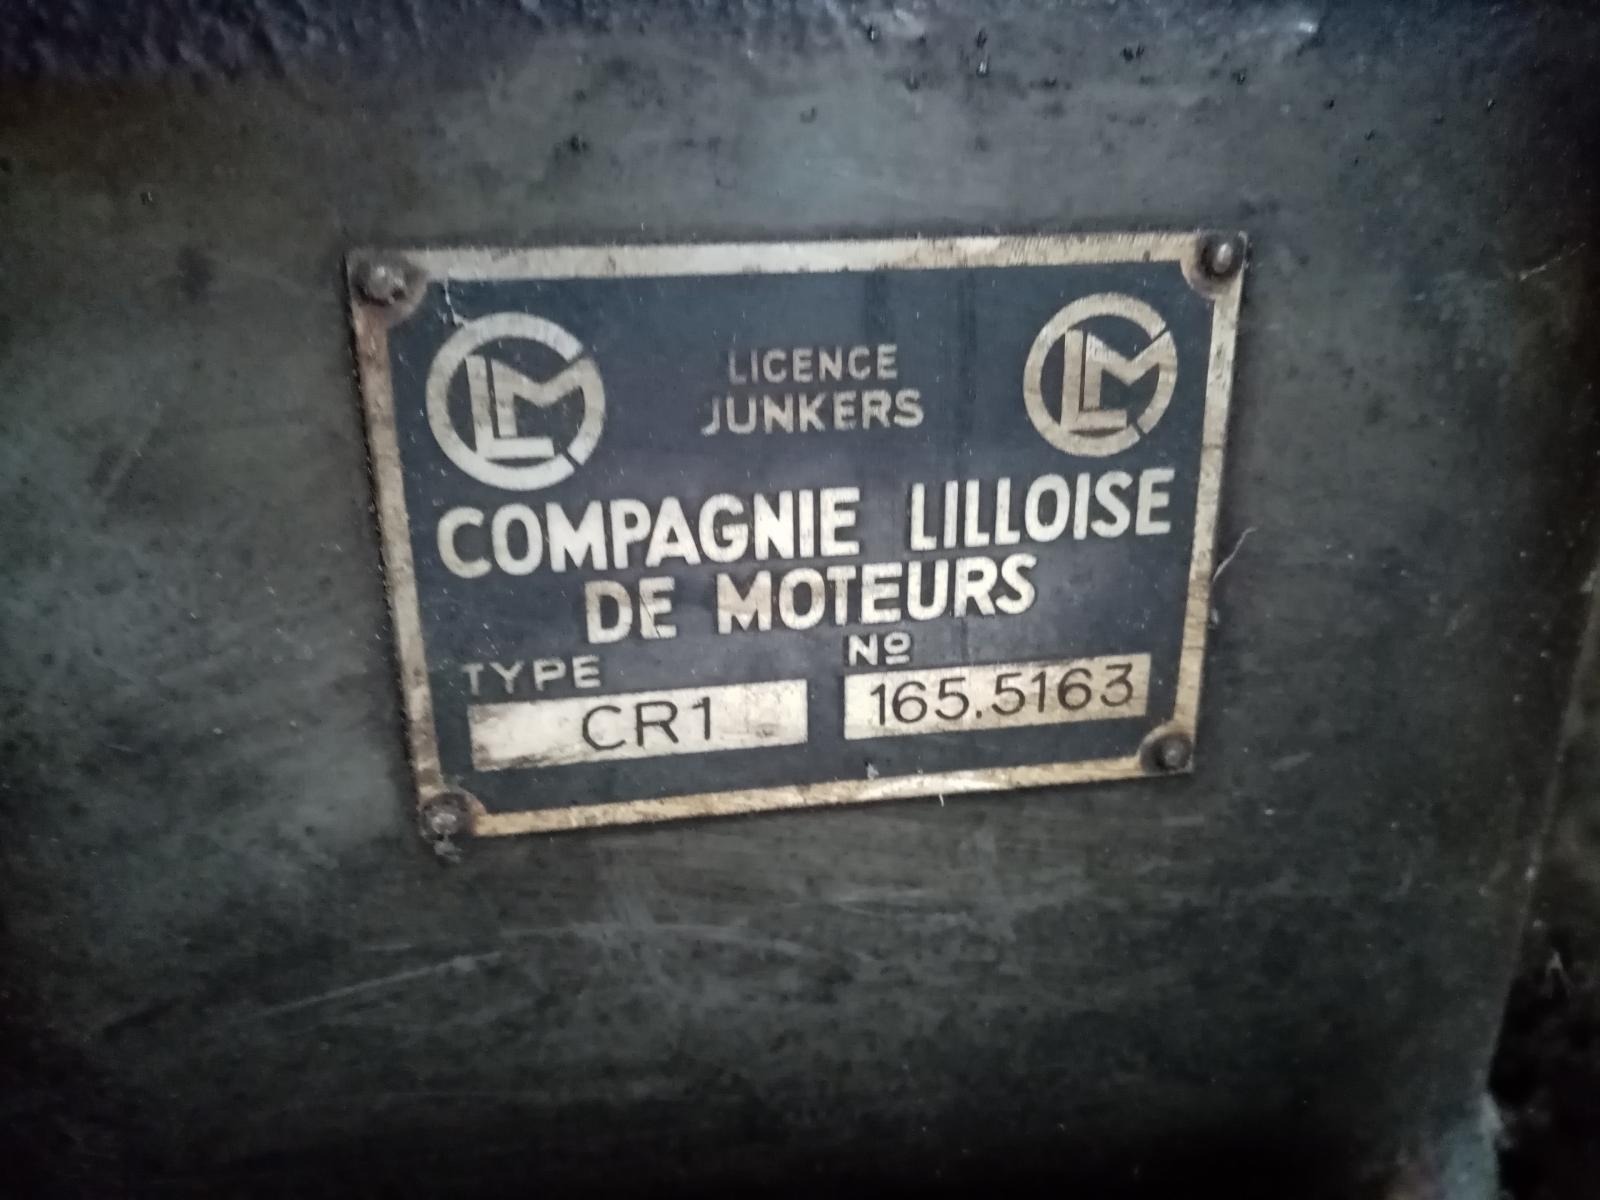 CLM
LICENCE
JUNKERS
CLM
COMPAGNIE LILLOISE
DE MOTEURS
TYPE
Nº
CR1
165.5163